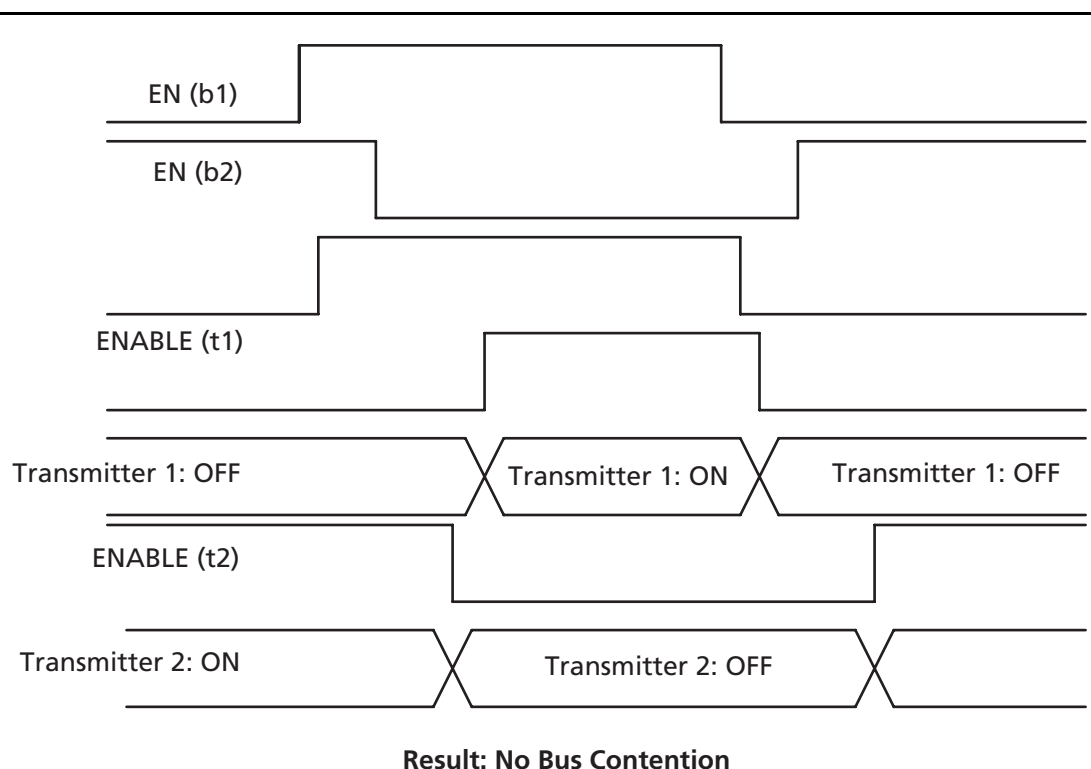 EN (b1)
EN (b2)
ENABLE (t1)
Transmitter 1: OFF
Transmitter 1: ON
Transmitter 1: OFF
ENABLE (t2)
Transmitter 2: ON
Transmitter 2: OFF
Result: No Bus Contention